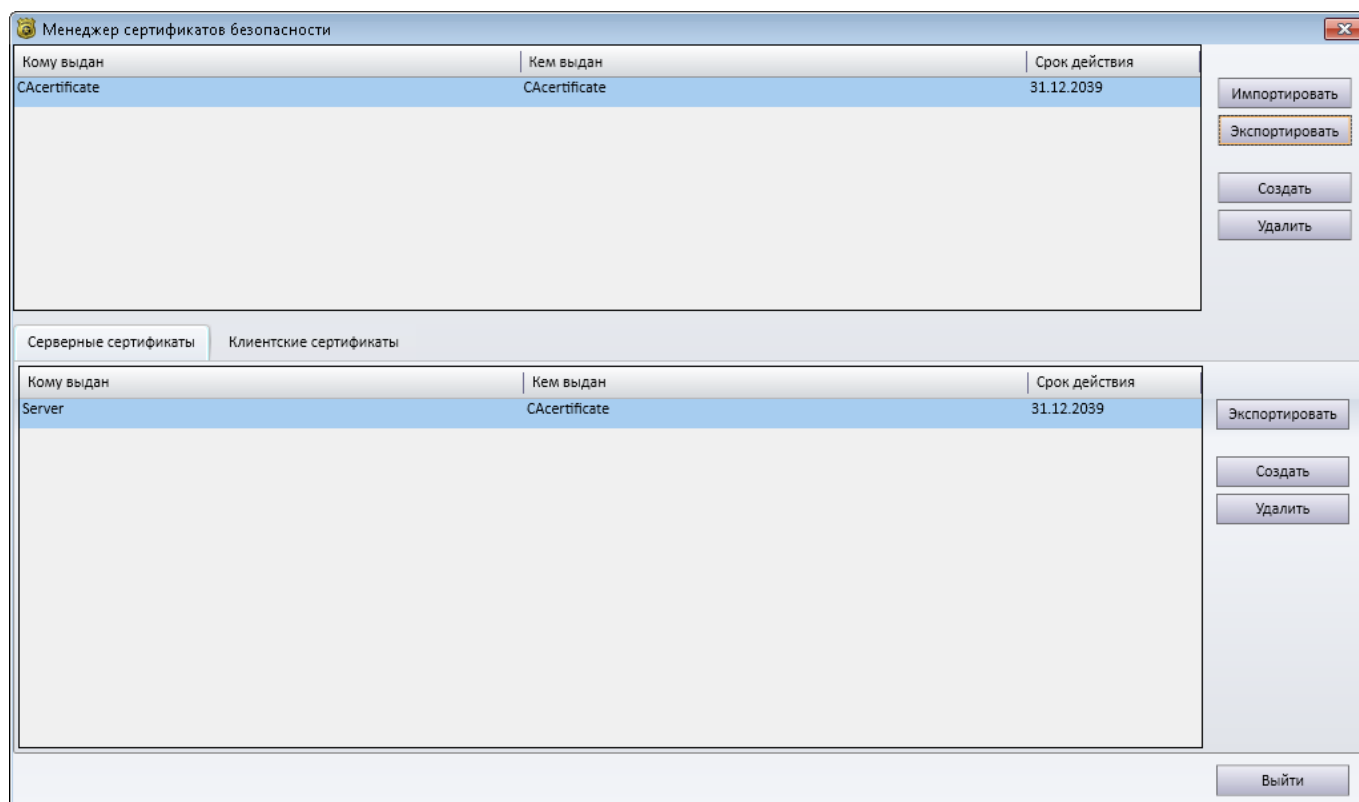 Менеджер сертификатов безопасности
Кому выдан Кем выдан Срок действия
CAcertificate CAcertificate 31.12.2039
Импортировать
Экспортировать
Создать
Удалить
Серверные сертификаты Клиентские сертификаты
Кому выдан Кем выдан Срок действия
Server CAcertificate 31.12.2039
Экспортировать
Создать
Удалить
Выйти